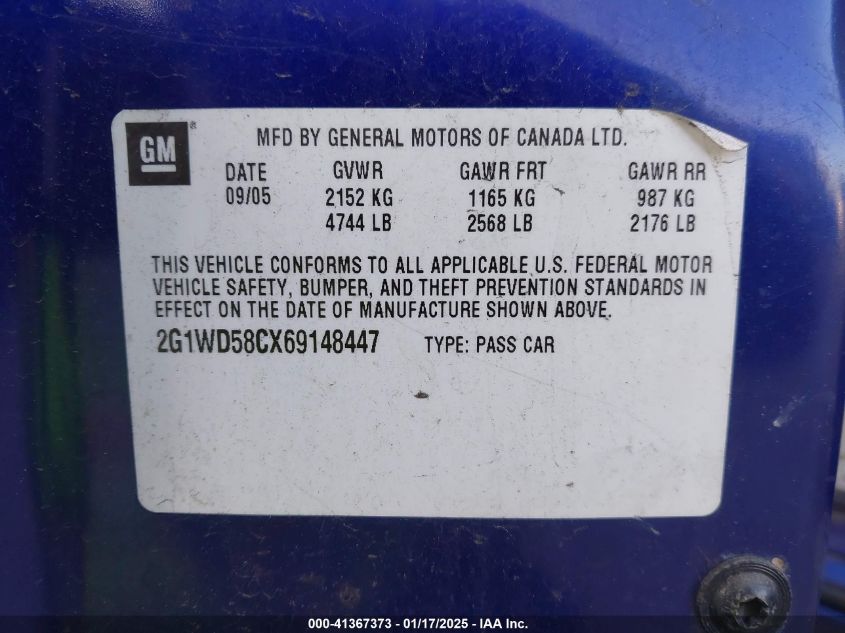 GM ®
MFD BY GENERAL MOTORS OF CANADA LTD.
DATE GVWR GAWR FRT GAWR RR
09/05 2152 KG 1165 KG 987 KG
4744 LB 2568 LB 2176 LB
THIS VEHICLE CONFORMS TO ALL APPLICABLE U.S. FEDERAL MOTOR
VEHICLE SAFETY, BUMPER, AND THEFT PREVENTION STANDARDS IN
EFFECT ON THE DATE OF MANUFACTURE SHOWN ABOVE.
2G1WD58CX69148447 TYPE: PASS CAR
000-41367373 - 01/17/2025 - IAA Inc.